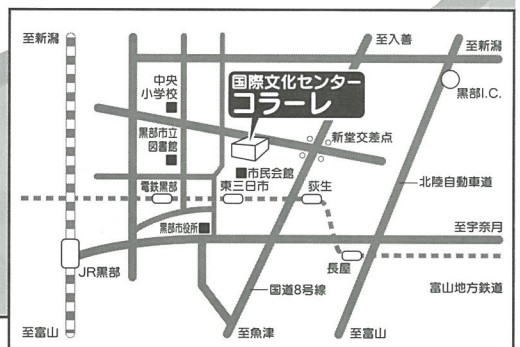 至新潟
至入善
至新潟
中央
小学校
国際文化センター
コラーレ
黒部I.C.
黒部市立
図書館
新堂交差点
市民会館
電鉄黒部
東三日市
荻生
北陸自動車道
黒部市役所
至宇奈月
JR黒部
長屋
国道8号線
富山地方鉄道
至富山
至魚津
至富山